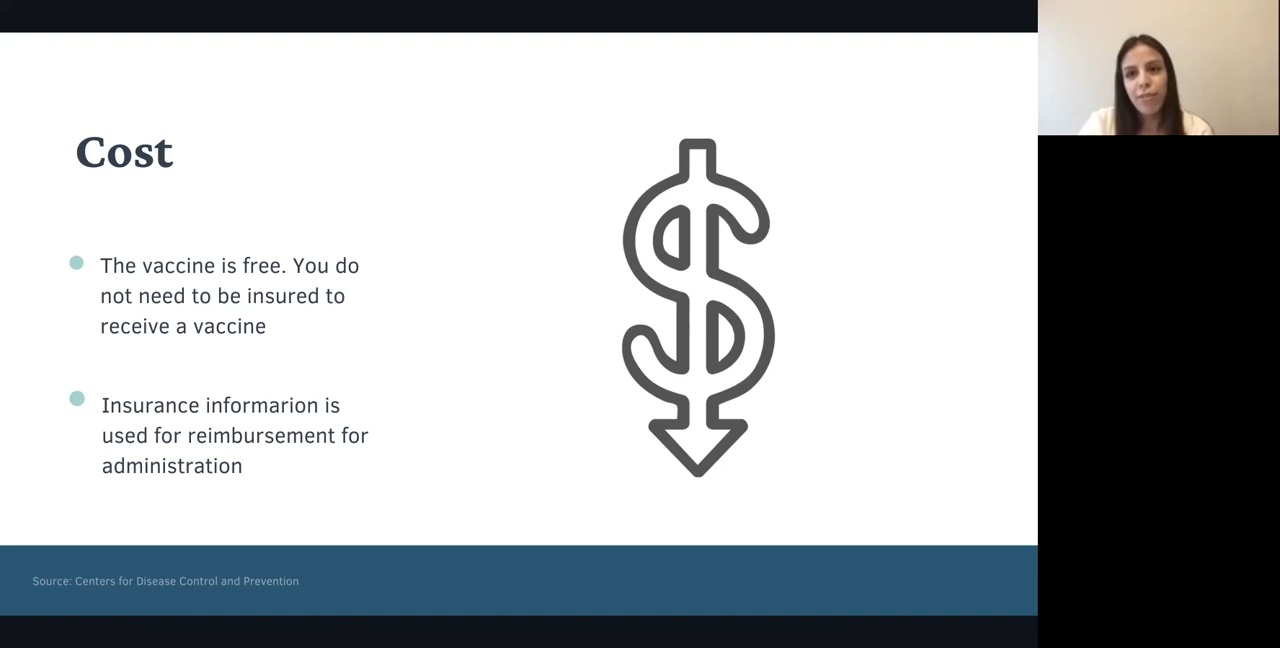 Cost
The vaccine is free. You do
not need to be insured to
receive a vaccine
Insurance informarion is
used for reimbursement for
administration
Source: Centers for Disease Control and Prevention